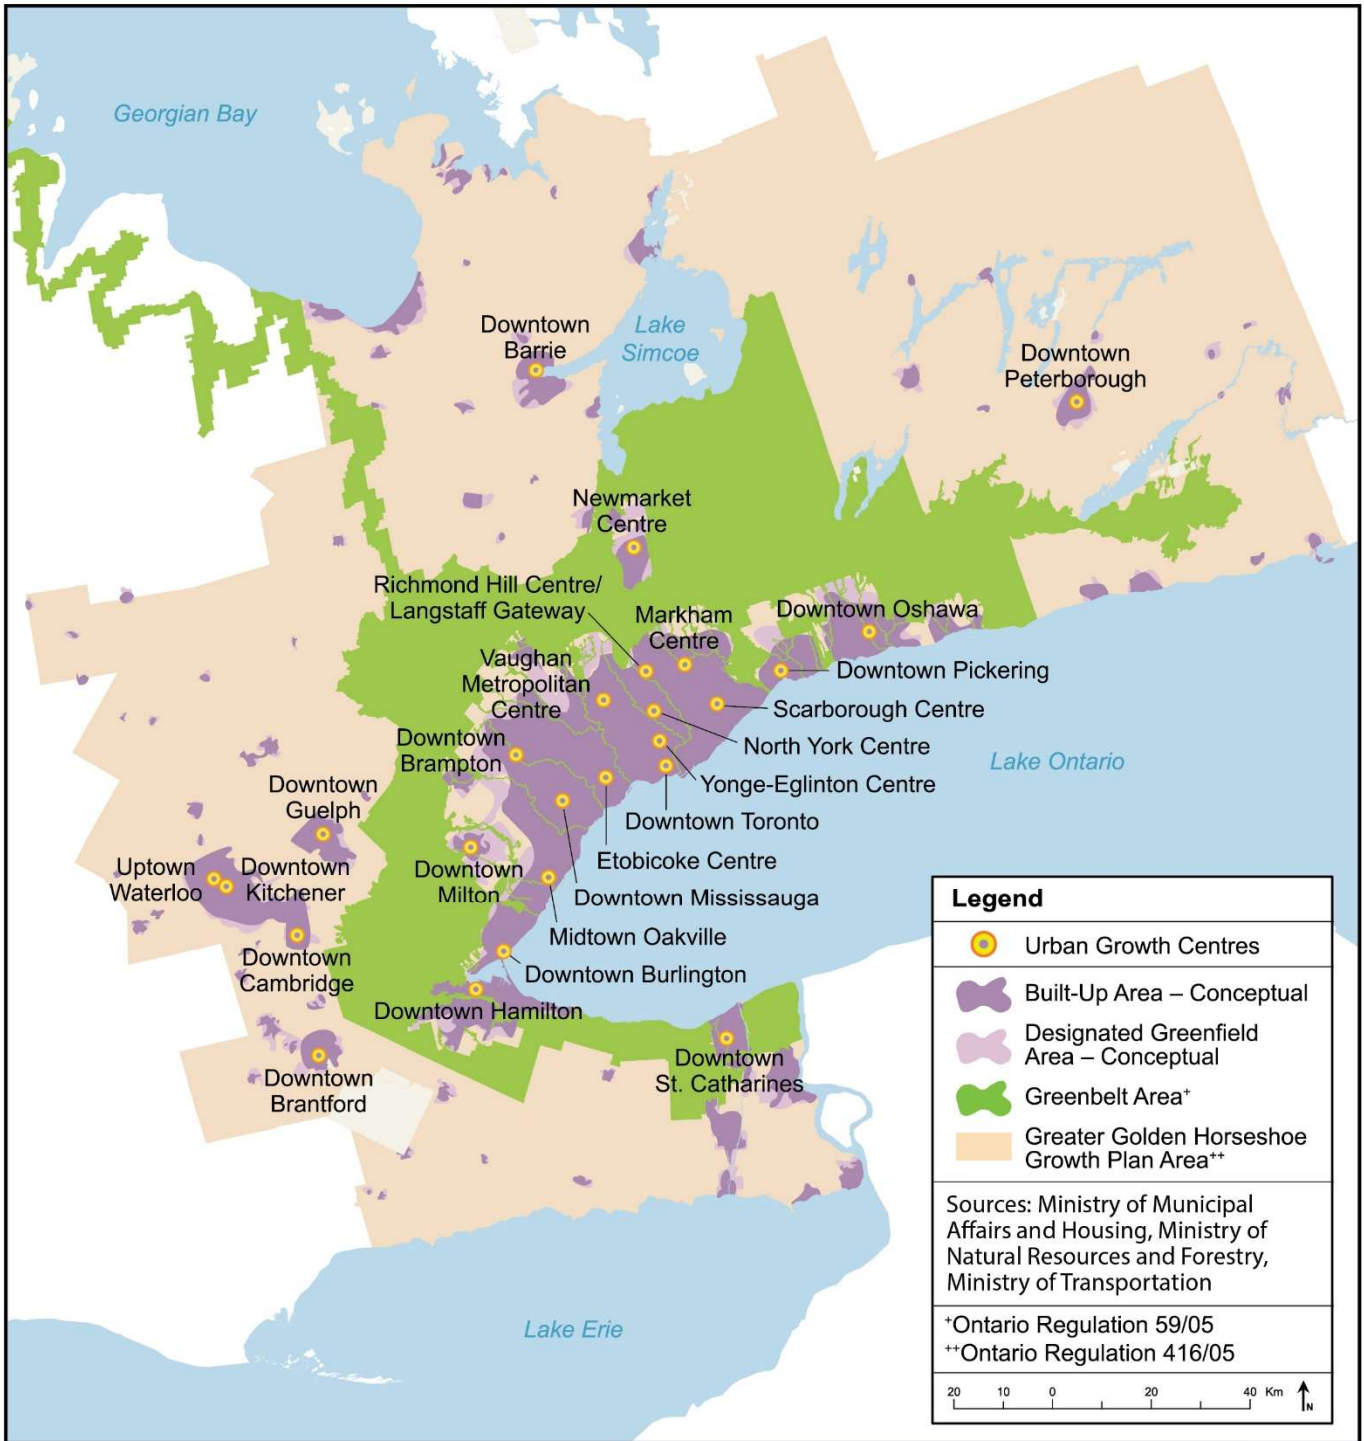 Georgian Bay
Downtown
Barrie
Lake
Simcoe
Downtown
Peterborough
Newmarket
Centre
Richmond Hill Centre/
Langstaff Gateway
Markham
Centre
Downtown Oshawa
Vaughan
Metropolitan
Centre
Downtown Pickering
Scarborough Centre
Downtown
Brampton
North York Centre
Lake Ontario
Yonge-Eglinton Centre
Downtown
Guelph
Downtown Toronto
Uptown
Waterloo
Downtown
Kitchener
Downtown
Milton
Etobicoke Centre
Downtown Mississauga
Midtown Oakville
Downtown
Cambridge
Downtown Burlington
Downtown Hamilton
Downtown
St. Catharines
Downtown
Brantford
Lake Erie
Legend
Urban Growth Centres
Built-Up Area – Conceptual
Designated Greenfield
Area – Conceptual
Greenbelt Area+
Greater Golden Horseshoe
Growth Plan Area++
Sources: Ministry of Municipal
Affairs and Housing, Ministry of
Natural Resources and Forestry,
Ministry of Transportation
+Ontario Regulation 59/05
++Ontario Regulation 416/05
20 10 0 20 40 Km
N